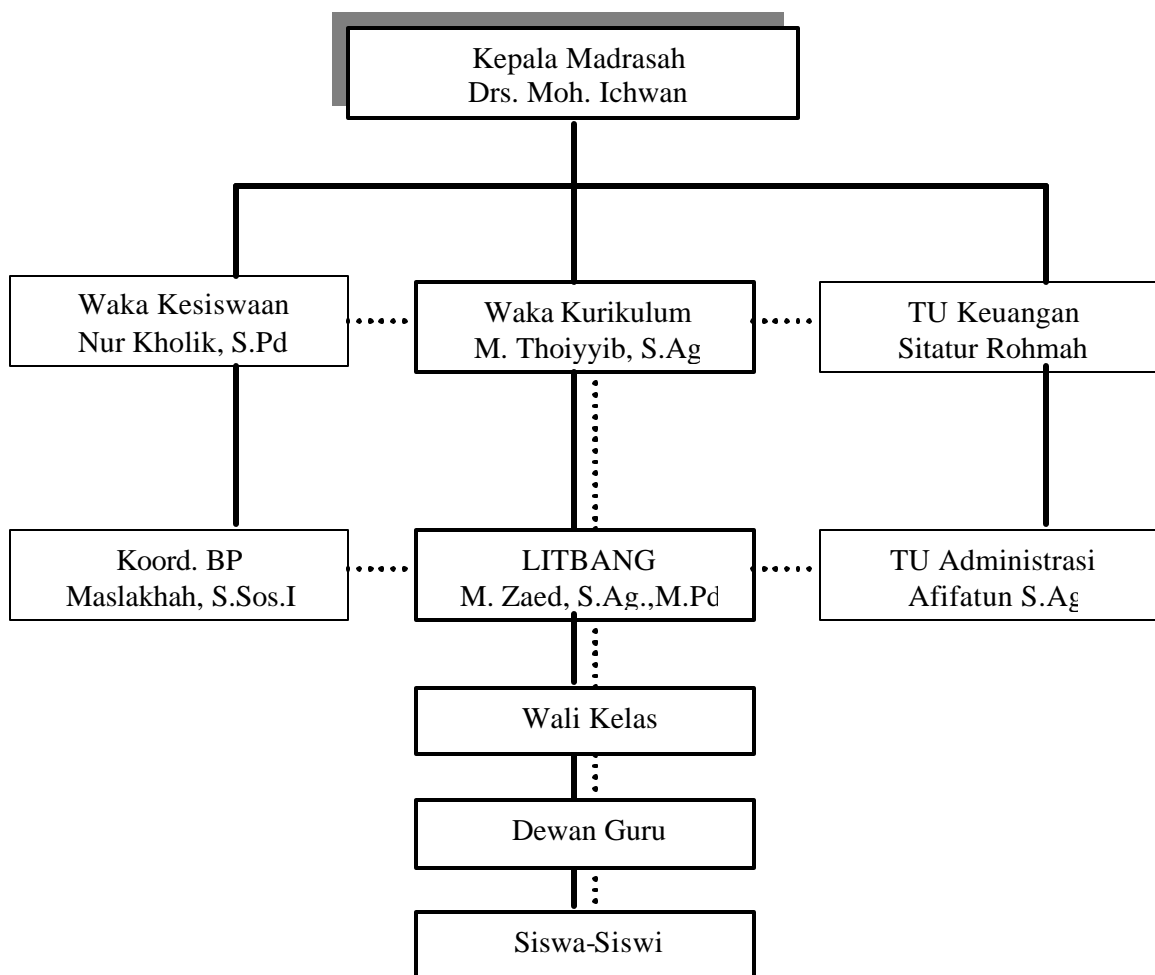 Kepala Madrasah
Drs. Moh. Ichwan
Waka Kesiswaan
Nur Kholik, S.Pd
Waka Kurikulum
M. Thoiyyib, S.Ag
TU Keuangan
Sitatur Rohmah
Koord. BP
Maslakhah, S.Sos.I
LITBANG
M. Zaed, S.Ag.,M.Pd
TU Administrasi
Afifatun S.Ag
Wali Kelas
Dewan Guru
Siswa-Siswi